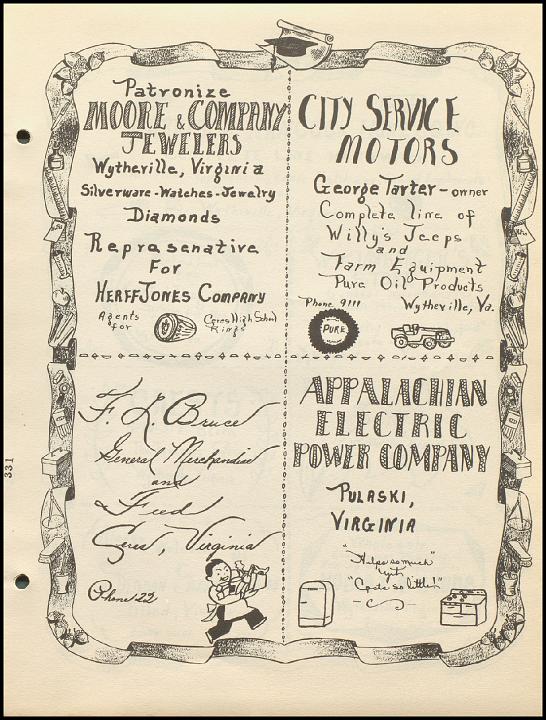 Patronize
MOORE & COMPANY
JEWELERS
Wytheville, Virginia
Silverware-Watches-Jewelry
Diamonds
Reprasenative
For
HERFF JONES COMPANY
Agents for
Ceres High School Rings
CITY SERVICE
MOTORS
George Tarter - owner
Complete line of
Willy's Jeeps
and
Farm Equipment
Pure Oil Products
Phone 9111
Wytheville, Va.
PURE
F. L. Bruce
General Merchandise
and
Feed
Ceres, Virginia
Phone 122
APPALACHIAN
ELECTRIC
POWER COMPANY
PULASKI,
VIRGINIA
"Helps so much"
yet
"Costs so little!"
331